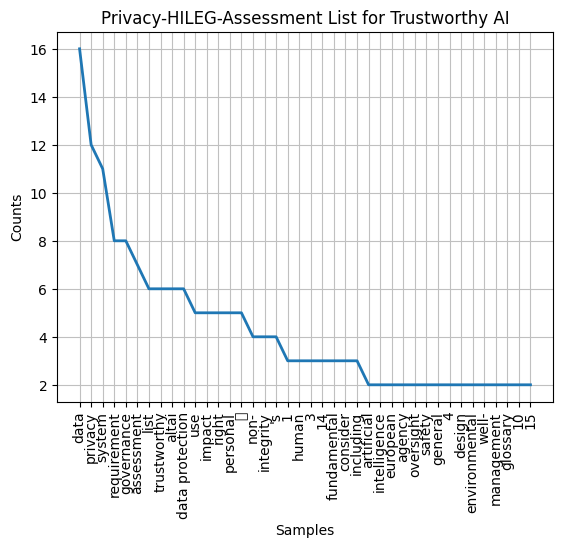 Privacy-HILEG-Assessment List for Trustworthy AI
Counts
16
14
12
10
8
6
4
2
data
privacy
system
requirement
governance
assessment
list
trustworthy
altai
data protection
use
impact
right
personal
non-
integrity
's
1
human
3
14
fundamental
consider
including
artificial
intelligence
european
agency
oversight
safety
general
4
design
environmental
well-
management
glossary
10
15
Samples